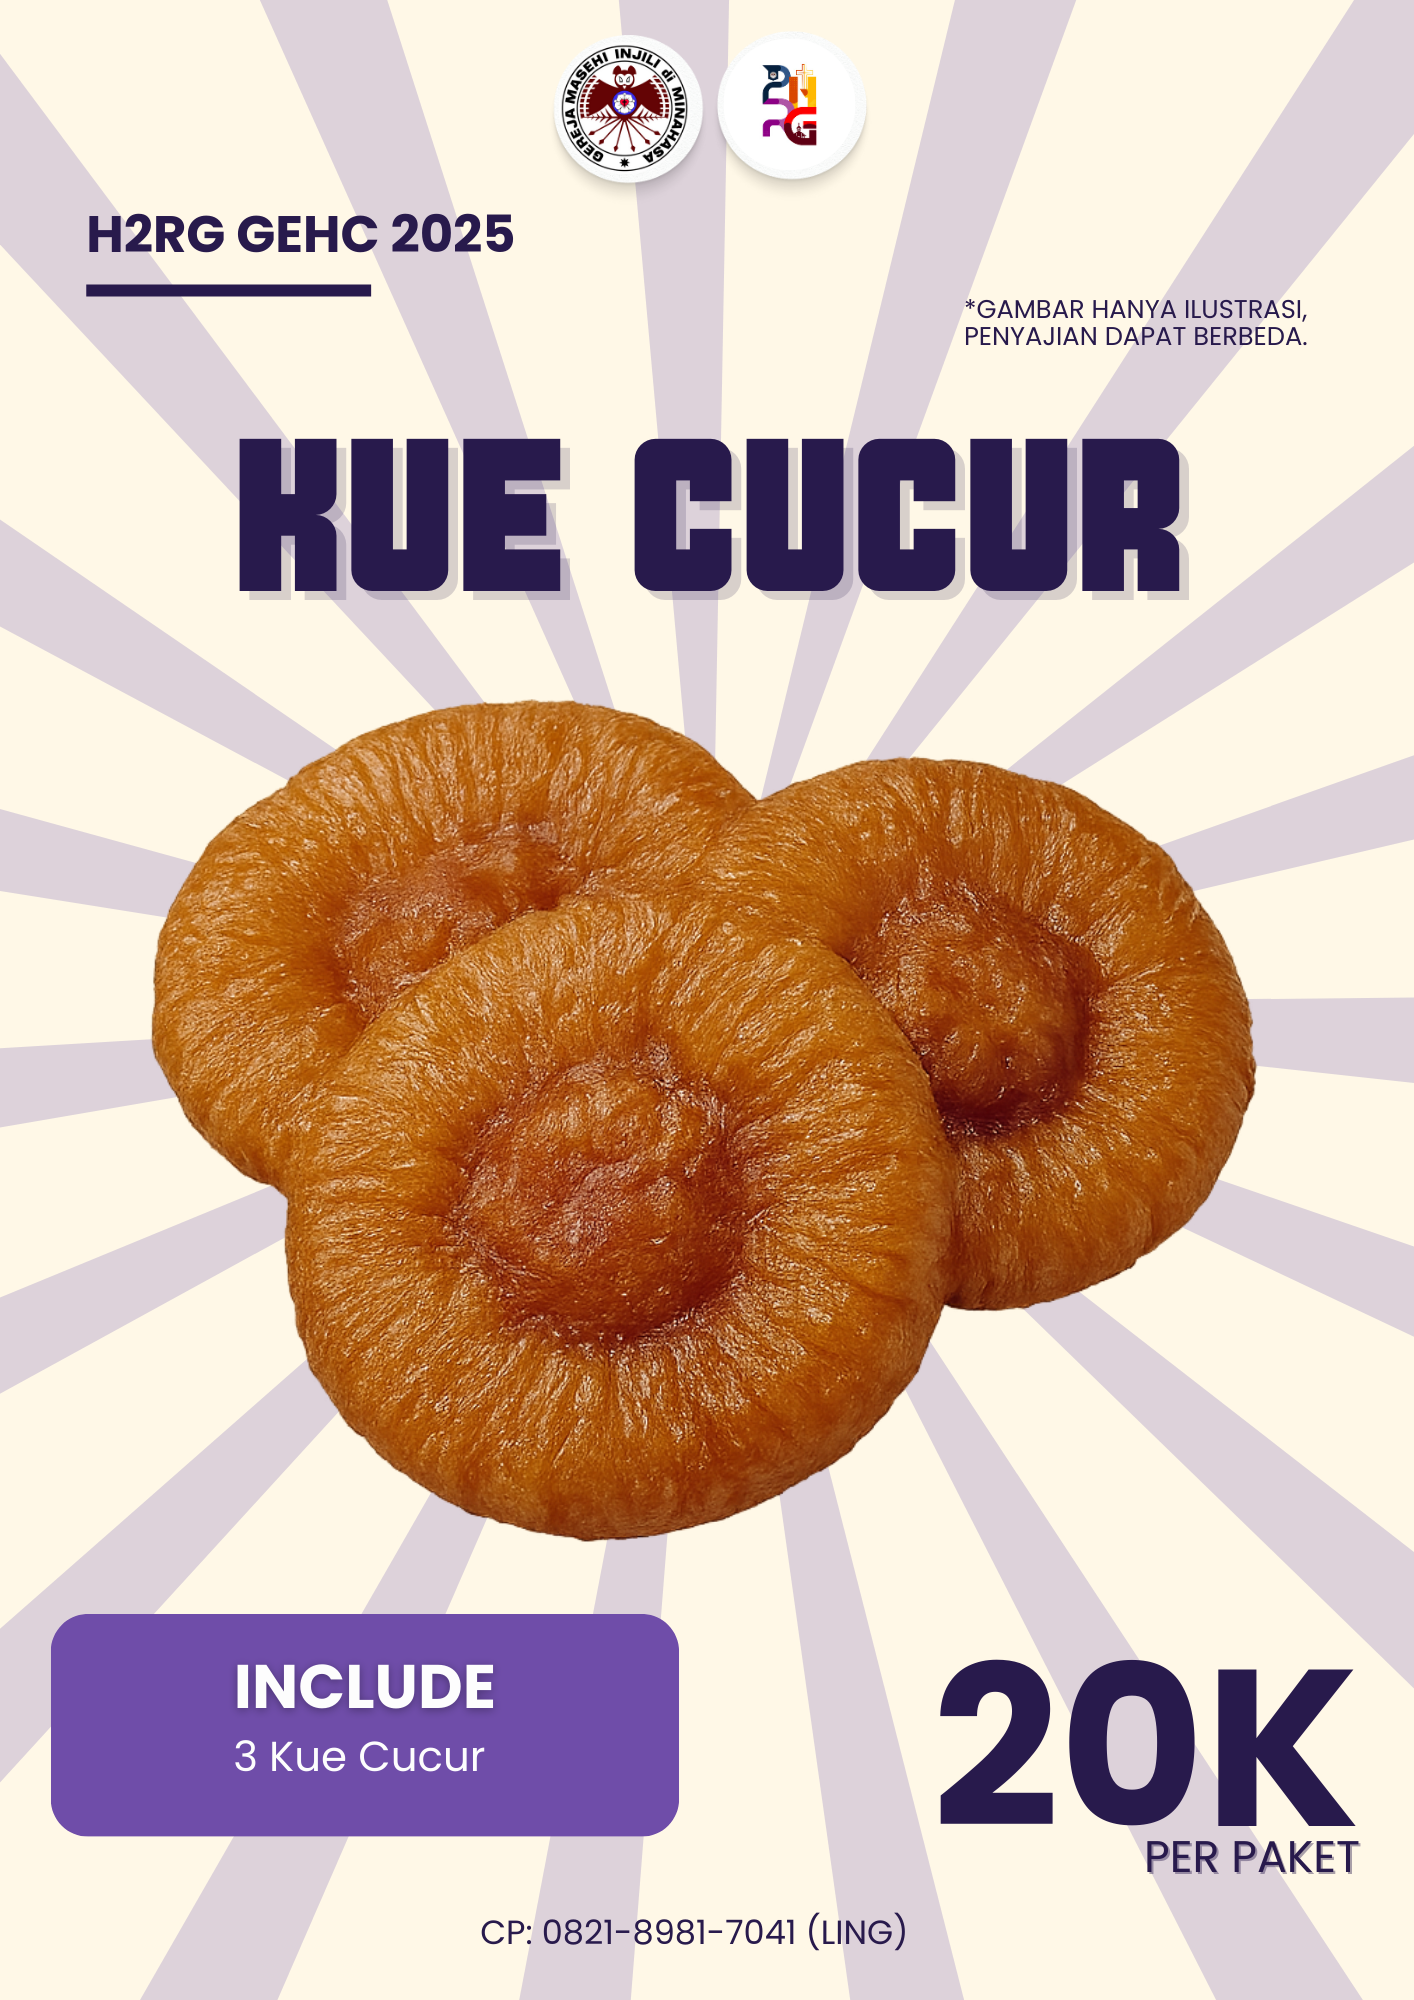 GEREJA MASEHI INJILI di MINAHASA
H2RG
H2RG GEHC 2025
*GAMBAR HANYA ILUSTRASI,
PENYAJIAN DAPAT BERBEDA.
KUE CUCUR
INCLUDE
3 Kue Cucur
20K
PER PAKET
CP: 0821-8981-7041 (LING)